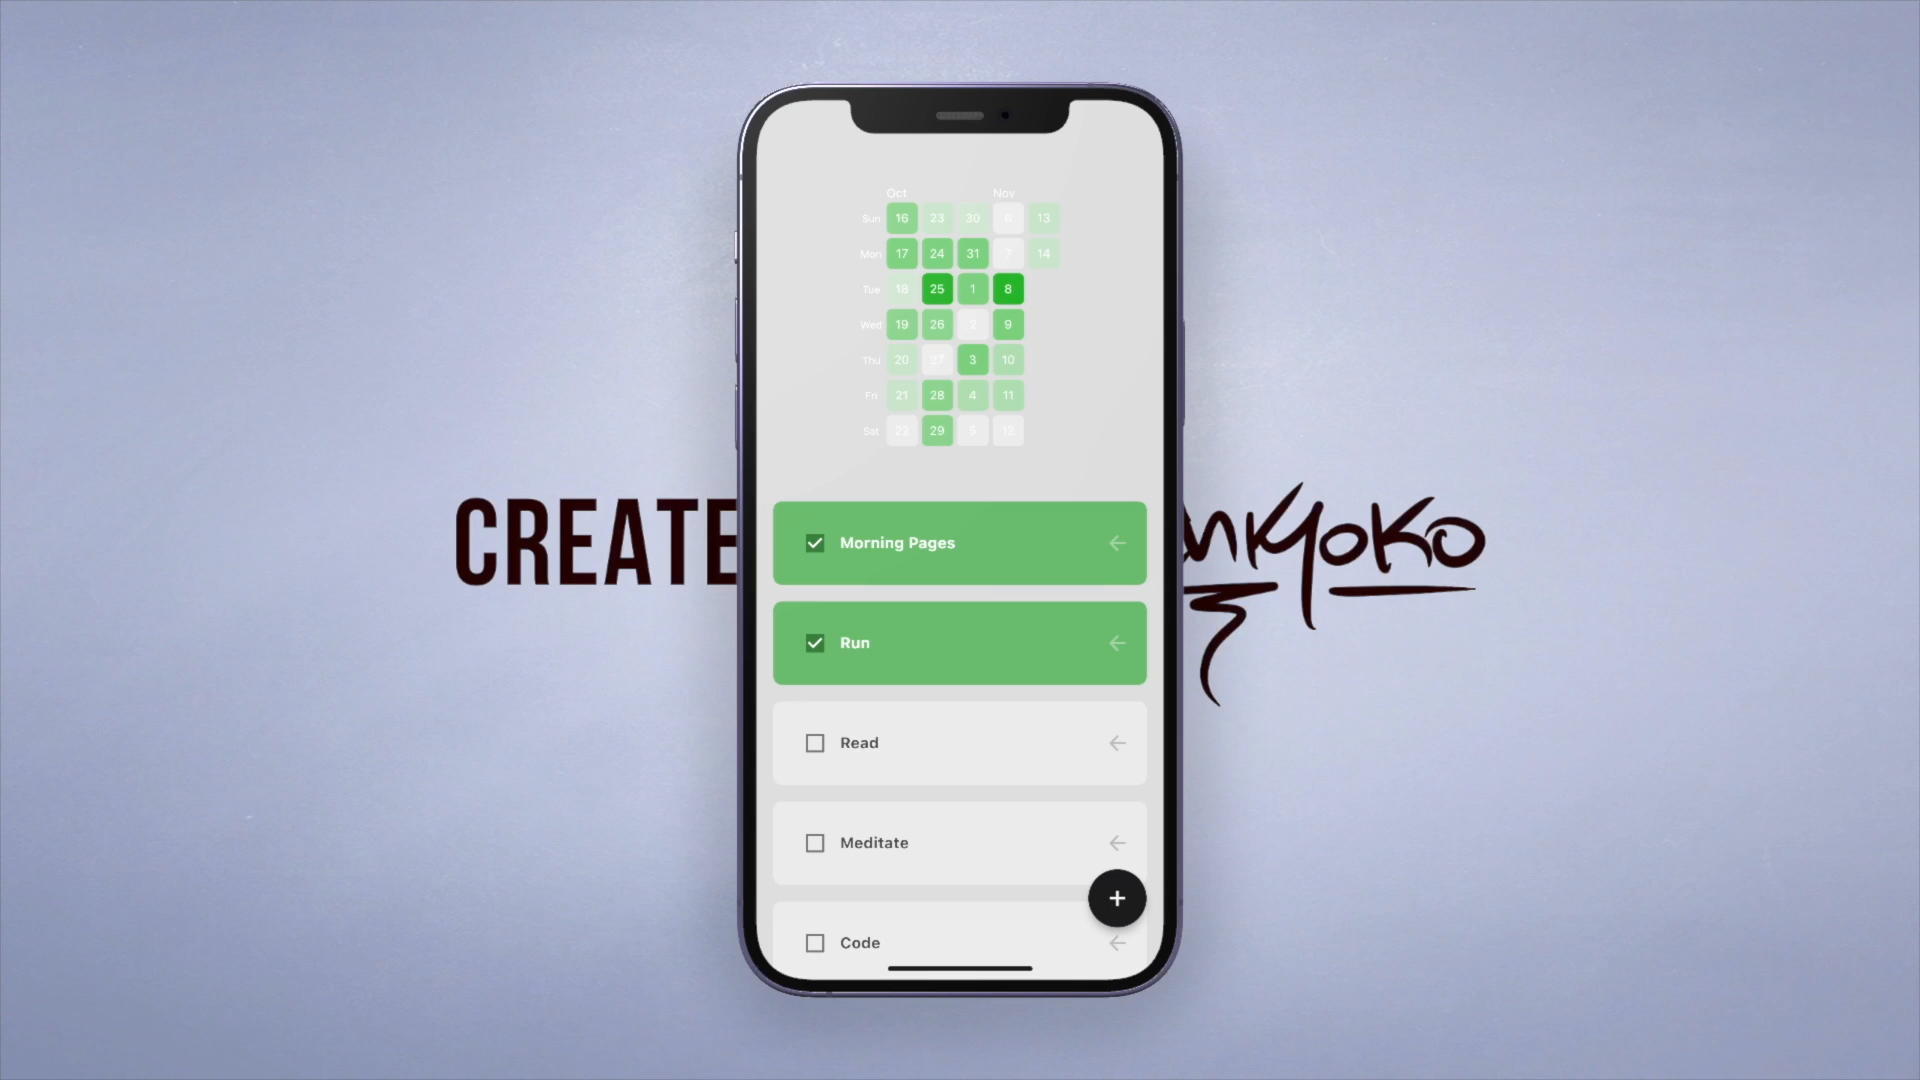 Oct Nov
Sun 16 23 30 6 13
Mon 17 24 31 7 14
Tue 18 25 1 8
Wed 19 26 2 9
Thu 20 27 3 10
Fri 21 28 4 11
Sat 22 29 5 12
CREATE
Morning Pages
Run
Read
Meditate
Code